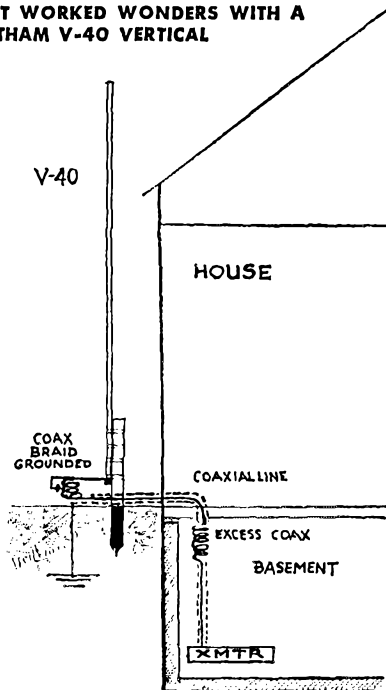 T WORKED WONDERS WITH A
THAM V-40 VERTICAL
V-40
HOUSE
COAX
BRAID
GROUNDED
COAXIAL LINE
EXCESS COAX
BASEMENT
XMTR